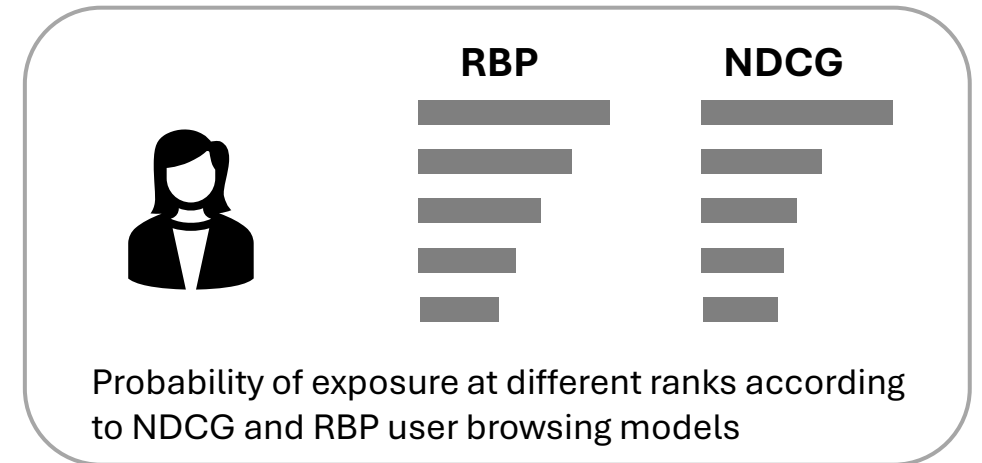 RBP NDCG
Probability of exposure at different ranks according
to NDCG and RBP user browsing models